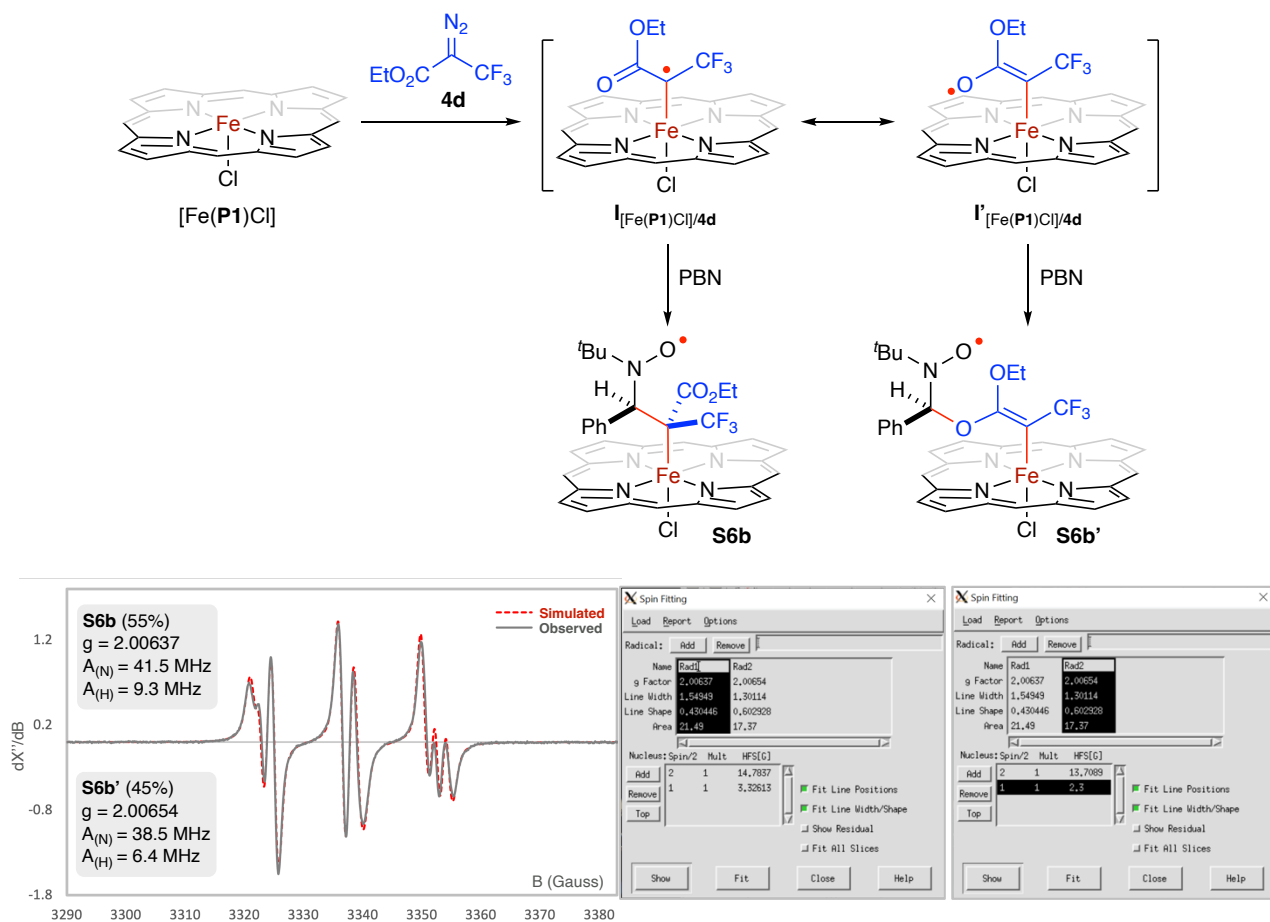 N2
EtO2C CF3
4d
N N
Fe
N N
Cl
[Fe(P1)Cl]
OEt
O • CF3
N N
Fe
N N
Cl
I[Fe(P1)Cl]/4d
OEt
• O CF3
N N
Fe
N N
Cl
I'[Fe(P1)Cl]/4d
PBN
PBN
tBu N O•
H CO2Et
Ph CF3
N N
Fe
N N
Cl
S6b
tBu N O•
H OEt
Ph O CF3
N N
Fe
N N
Cl
S6b'
S6b (55%)
g = 2.00637
A(N) = 41.5 MHz
A(H) = 9.3 MHz
S6b' (45%)
g = 2.00654
A(N) = 38.5 MHz
A(H) = 6.4 MHz
Simulated
Observed
dX''/dB
1.2
0.2
-0.8
-1.8
B (Gauss)
3290 3300 3310 3320 3330 3340 3350 3360 3370 3380
Spin Fitting
Load Report Options
Radical: Add Remove
Name Rad1 Rad2
g Factor 2.00637 2.00654
Line Width 1.54949 1.30114
Line Shape 0.430446 0.602928
Area 21.49 17.37
Nucleus: Spin/2 Mult HFS[G]
Add 2 1 14.7837
Remove 1 1 3.32613
Top
Fit Line Positions
Fit Line Width/Shape
Show Residual
Fit All Slices
Show Fit Close Help
Spin Fitting
Load Report Options
Radical: Add Remove
Name Rad1 Rad2
g Factor 2.00637 2.00654
Line Width 1.54949 1.30114
Line Shape 0.430446 0.602928
Area 21.49 17.37
Nucleus: Spin/2 Mult HFS[G]
Add 2 1 13.7089
Remove 1 1 2.3
Top
Fit Line Positions
Fit Line Width/Shape
Show Residual
Fit All Slices
Show Fit Close Help